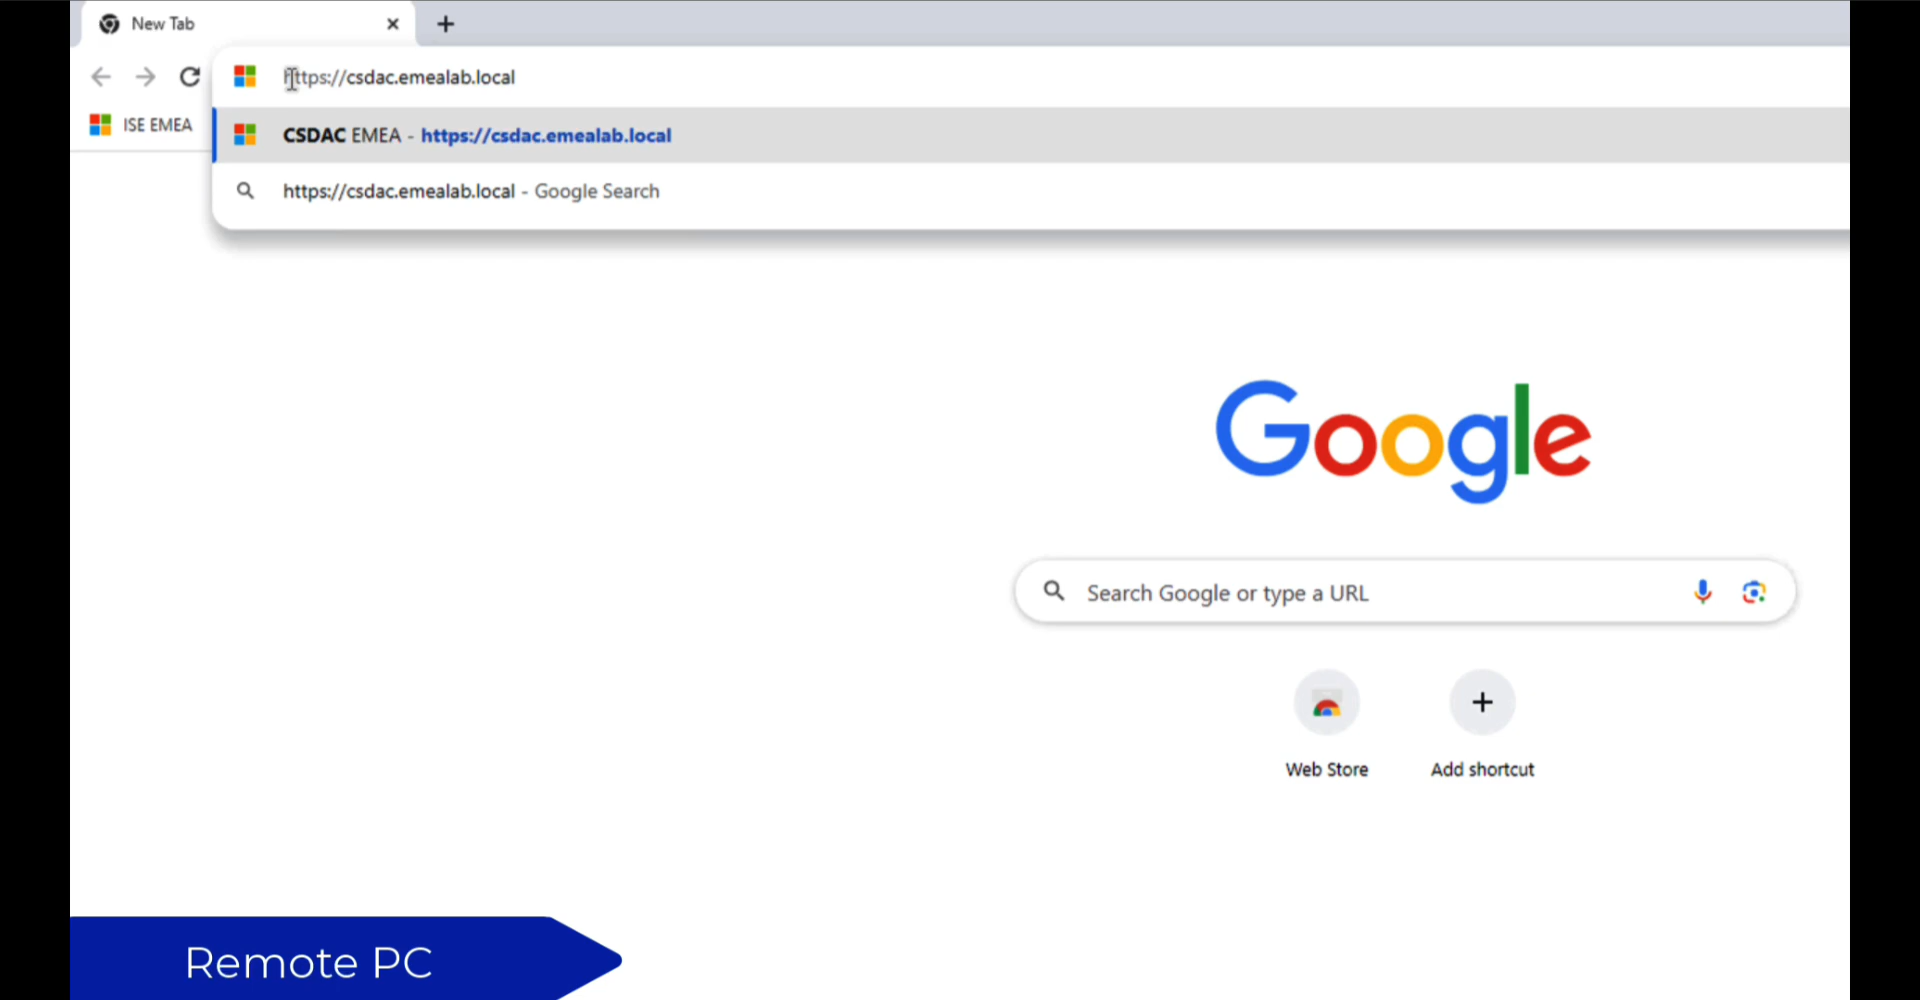 New Tab
https://csdac.emealab.local
ISE EMEA
CSDAC EMEA - https://csdac.emealab.local
https://csdac.emealab.local - Google Search
Google
Search Google or type a URL
Web Store
Add shortcut
Remote PC